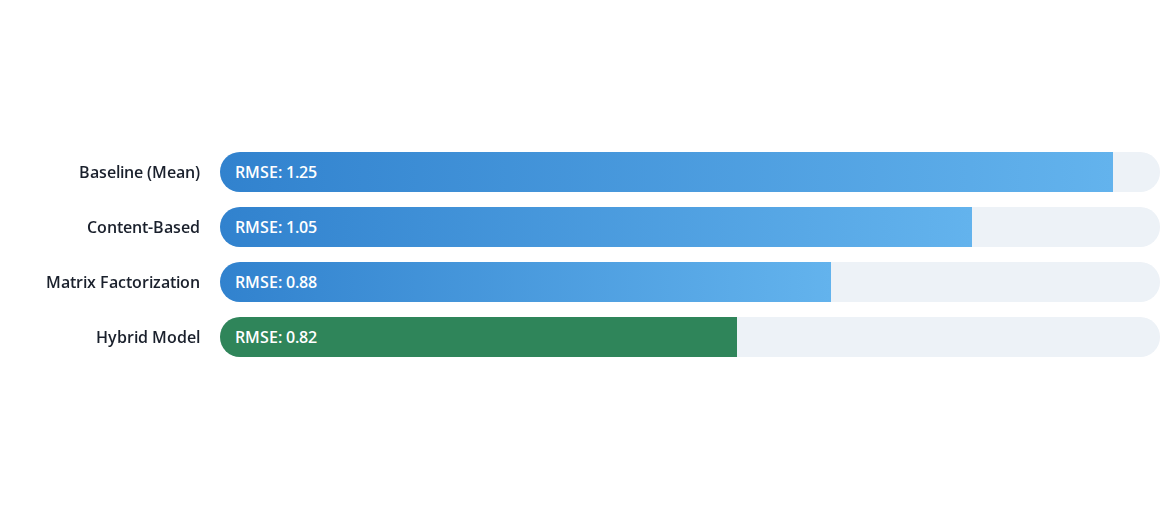 Baseline (Mean) RMSE: 1.25
Content-Based RMSE: 1.05
Matrix Factorization RMSE: 0.88
Hybrid Model RMSE: 0.82